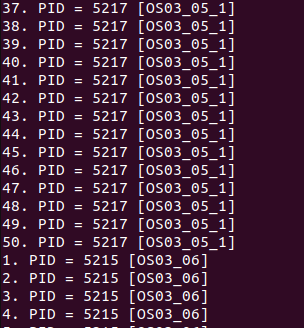 37. PID = 5217 [OS03_05_1]
38. PID = 5217 [OS03_05_1]
39. PID = 5217 [OS03_05_1]
40. PID = 5217 [OS03_05_1]
41. PID = 5217 [OS03_05_1]
42. PID = 5217 [OS03_05_1]
43. PID = 5217 [OS03_05_1]
44. PID = 5217 [OS03_05_1]
45. PID = 5217 [OS03_05_1]
46. PID = 5217 [OS03_05_1]
47. PID = 5217 [OS03_05_1]
48. PID = 5217 [OS03_05_1]
49. PID = 5217 [OS03_05_1]
50. PID = 5217 [OS03_05_1]
1. PID = 5215 [OS03_06]
2. PID = 5215 [OS03_06]
3. PID = 5215 [OS03_06]
4. PID = 5215 [OS03_06]